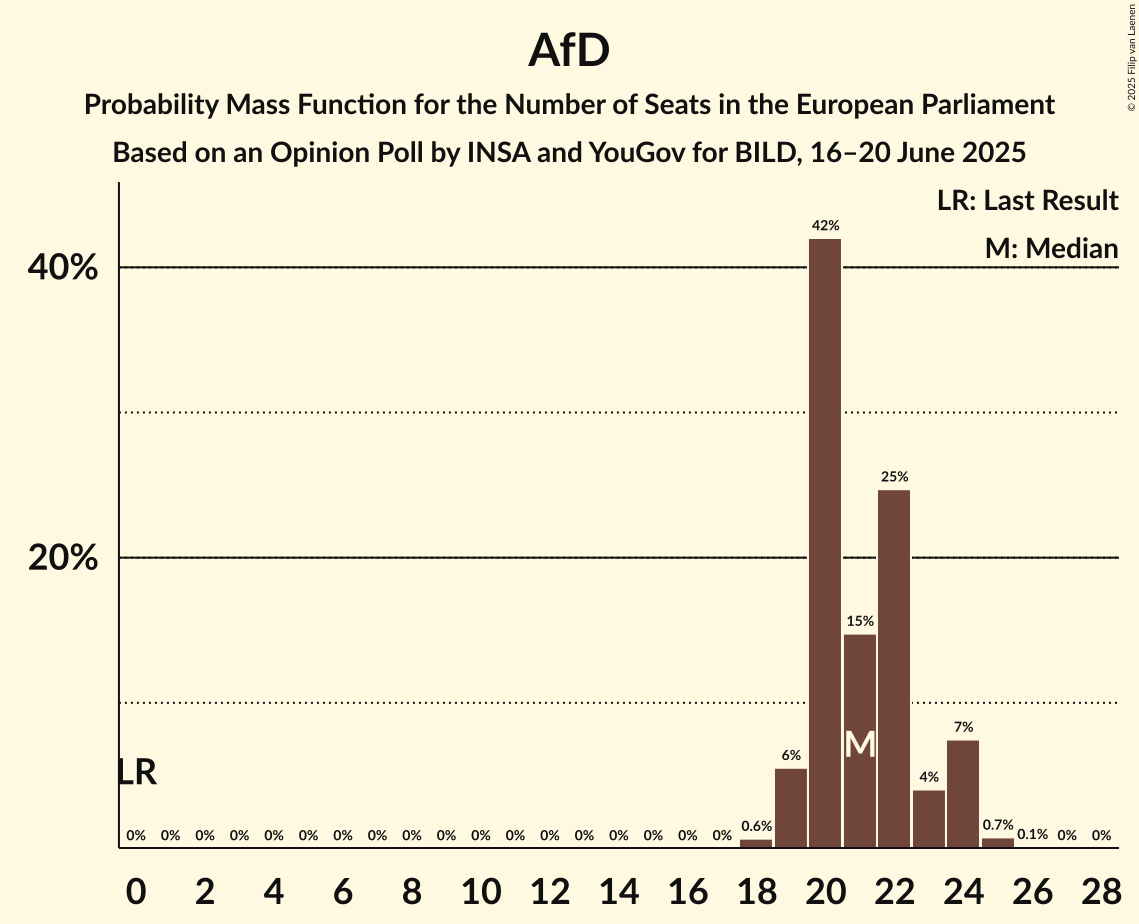 AfD
Probability Mass Function for the Number of Seats in the European Parliament
Based on an Opinion Poll by INSA and YouGov for BILD, 16–20 June 2025
© 2025 Filip van Laenen
LR: Last Result
M: Median
40%
20%
42%
25%
15%
7%
6%
4%
M
LR
0% 0% 0% 0% 0% 0% 0% 0% 0% 0% 0% 0% 0% 0% 0% 0% 0% 0% 0.6% 0.7% 0.1% 0% 0%
0 2 4 6 8 10 12 14 16 18 20 22 24 26 28